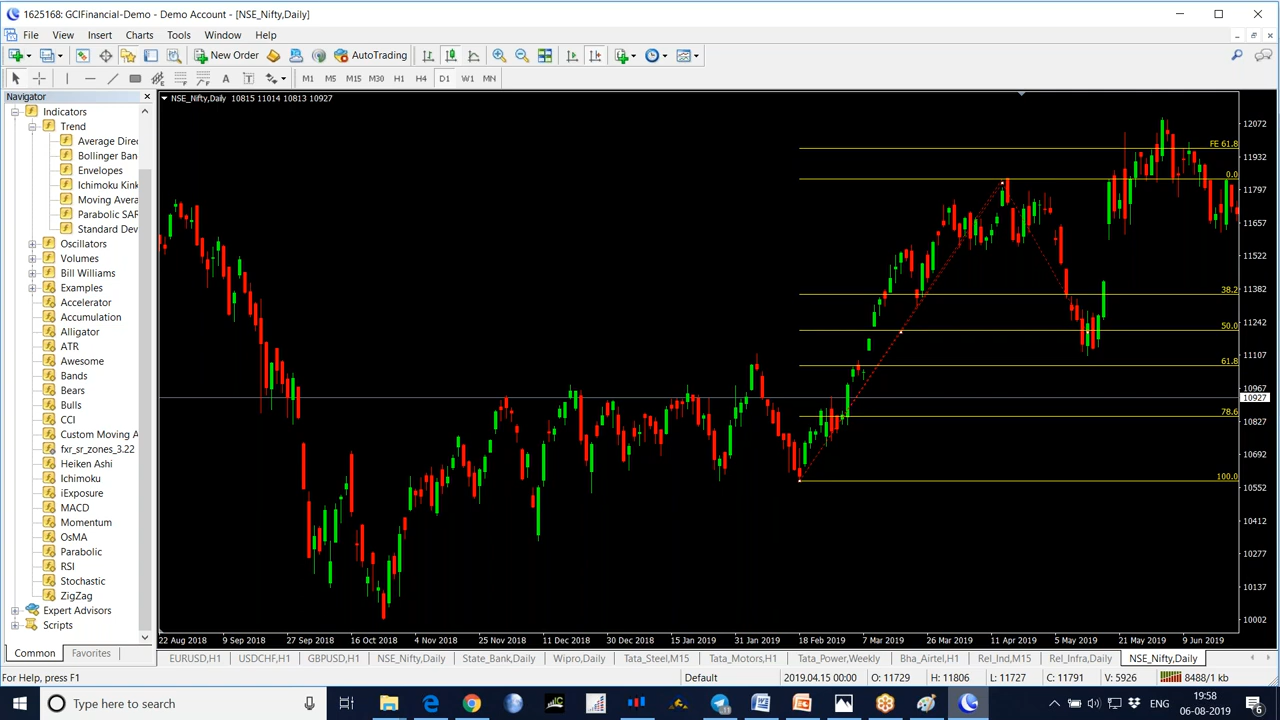 1625168: GCIFinancial-Demo - Demo Account - [NSE_Nifty,Daily]
File View Insert Charts Tools Window Help
New Order AutoTrading
M1 M5 M15 M30 H1 H4 D1 W1 MN
Navigator
Indicators
Trend
Average Dire
Bollinger Ban
Envelopes
Ichimoku Kink
Moving Avera
Parabolic SAR
Standard Dev
Oscillators
Volumes
Bill Williams
Examples
Accelerator
Accumulation
Alligator
ATR
Awesome
Bands
Bears
Bulls
CCI
Custom Moving A
fxr_sr_zones_3.22
Heiken Ashi
Ichimoku
iExposure
MACD
Momentum
OsMA
Parabolic
RSI
Stochastic
ZigZag
Expert Advisors
Scripts
Common Favorites
NSE_Nifty,Daily 10815 11014 10813 10927
FE 61.8
0.0
38.2
50.0
61.8
78.6
100.0
12072
11932
11797
11657
11522
11382
11242
11107
10967
10927
10827
10692
10552
10412
10277
10137
10002
22 Aug 2018 9 Sep 2018 27 Sep 2018 16 Oct 2018 4 Nov 2018 25 Nov 2018 11 Dec 2018 30 Dec 2018 15 Jan 2019 31 Jan 2019 18 Feb 2019 7 Mar 2019 26 Mar 2019 11 Apr 2019 5 May 2019 21 May 2019 9 Jun 2019
EURUSD,H1 USDCHF,H1 GBPUSD,H1 NSE_Nifty,Daily State_Bank,Daily Wipro,Daily Tata_Steel,M15 Tata_Motors,H1 Tata_Power,Weekly Bha_Airtel,H1 Rel_Ind,M15 Rel_Infra,Daily NSE_Nifty,Daily
For Help, press F1 Default 2019.04.15 00:00 O: 11729 H: 11806 L: 11727 C: 11791 V: 5926 8488/1 kb
Type here to search
ENG
19:58
06-08-2019
6